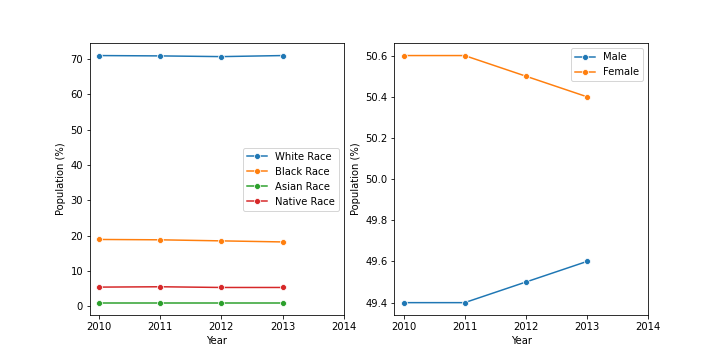 Population (%)
70
60
50
40
30
20
10
0
2010 2011 2012 2013 2014
Year
White Race
Black Race
Asian Race
Native Race
Population (%)
50.6
50.4
50.2
50.0
49.8
49.6
49.4
2010 2011 2012 2013 2014
Year
Male
Female